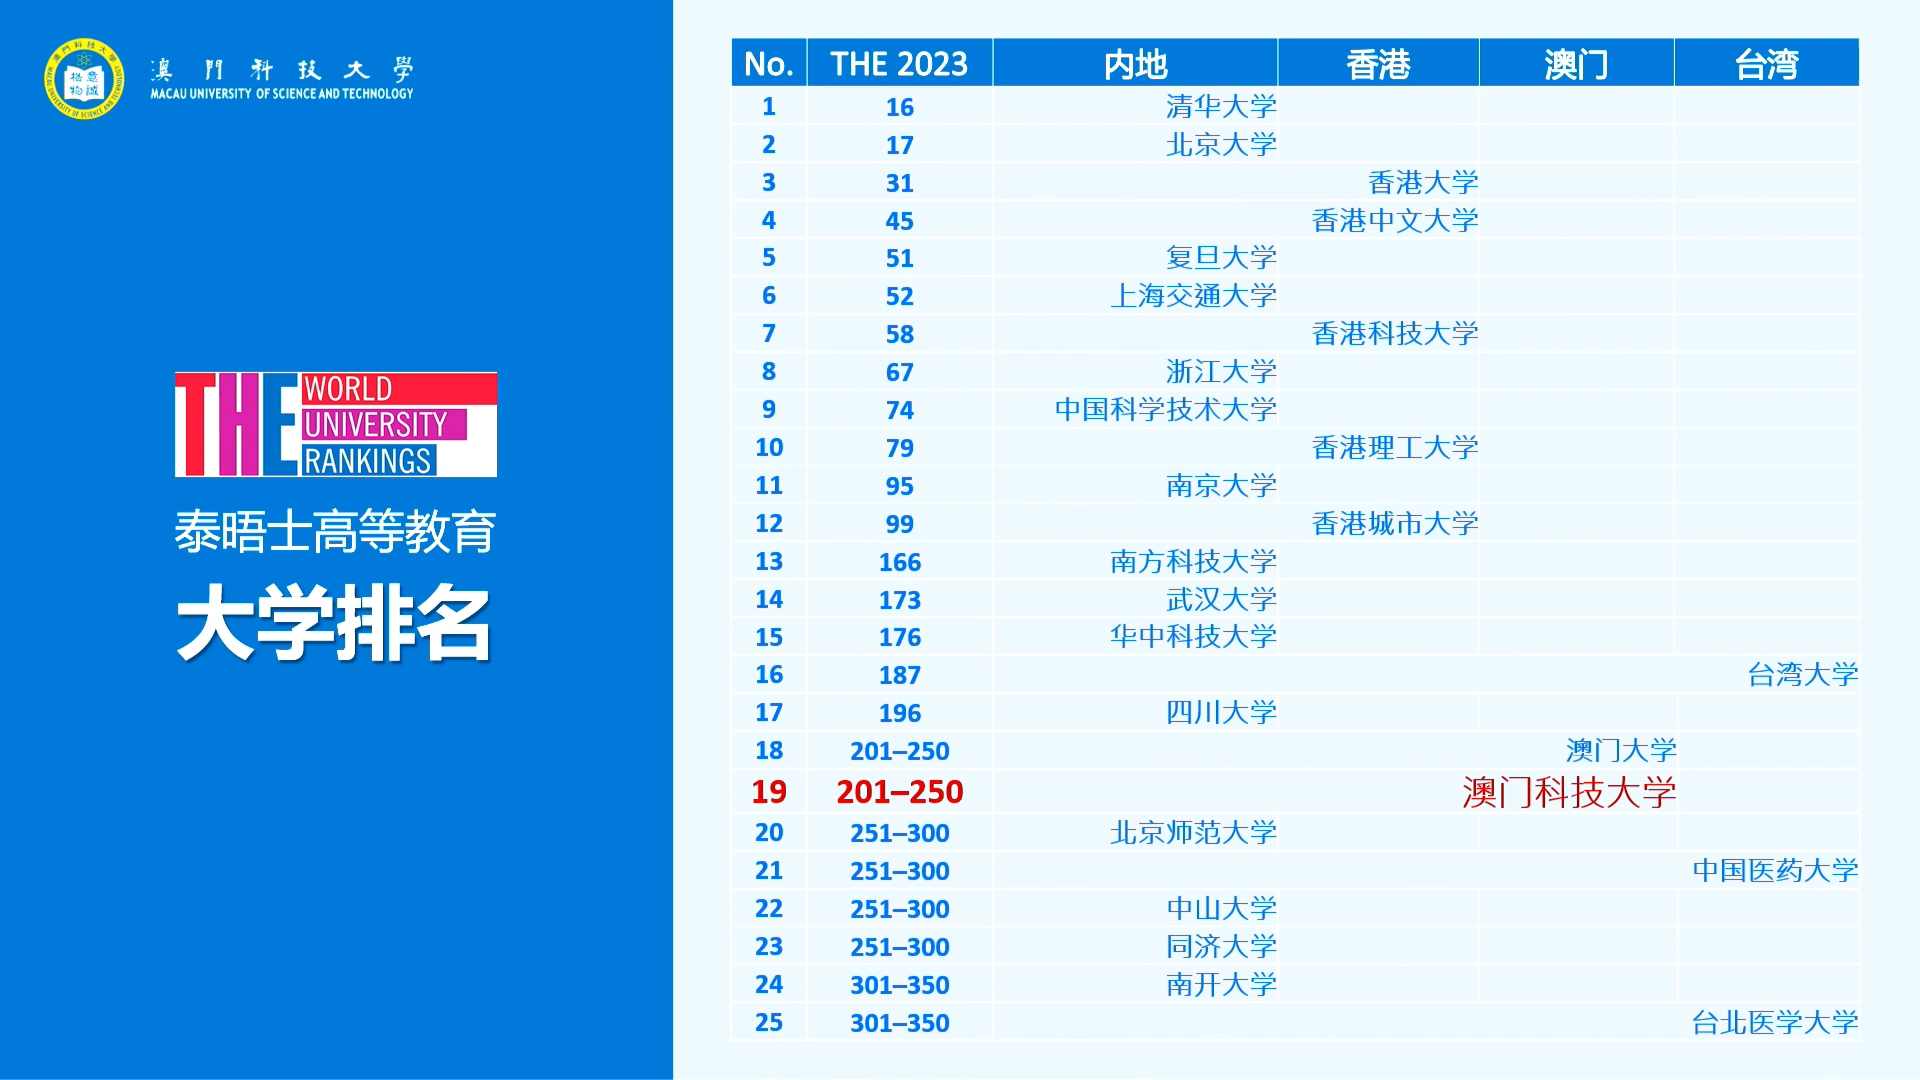 澳門科技大學
MACAU UNIVERSITY OF SCIENCE AND TECHNOLOGY
THE WORLD UNIVERSITY RANKINGS
泰晤士高等教育
大学排名
No. THE 2023 内地 香港 澳门 台湾
1 16 清华大学
2 17 北京大学
3 31 香港大学
4 45 香港中文大学
5 51 复旦大学
6 52 上海交通大学
7 58 香港科技大学
8 67 浙江大学
9 74 中国科学技术大学
10 79 香港理工大学
11 95 南京大学
12 99 香港城市大学
13 166 南方科技大学
14 173 武汉大学
15 176 华中科技大学
16 187 台湾大学
17 196 四川大学
18 201–250 澳门大学
19 201–250 澳门科技大学
20 251–300 北京师范大学
21 251–300 中国医药大学
22 251–300 中山大学
23 251–300 同济大学
24 301–350 南开大学
25 301–350 台北医学大学